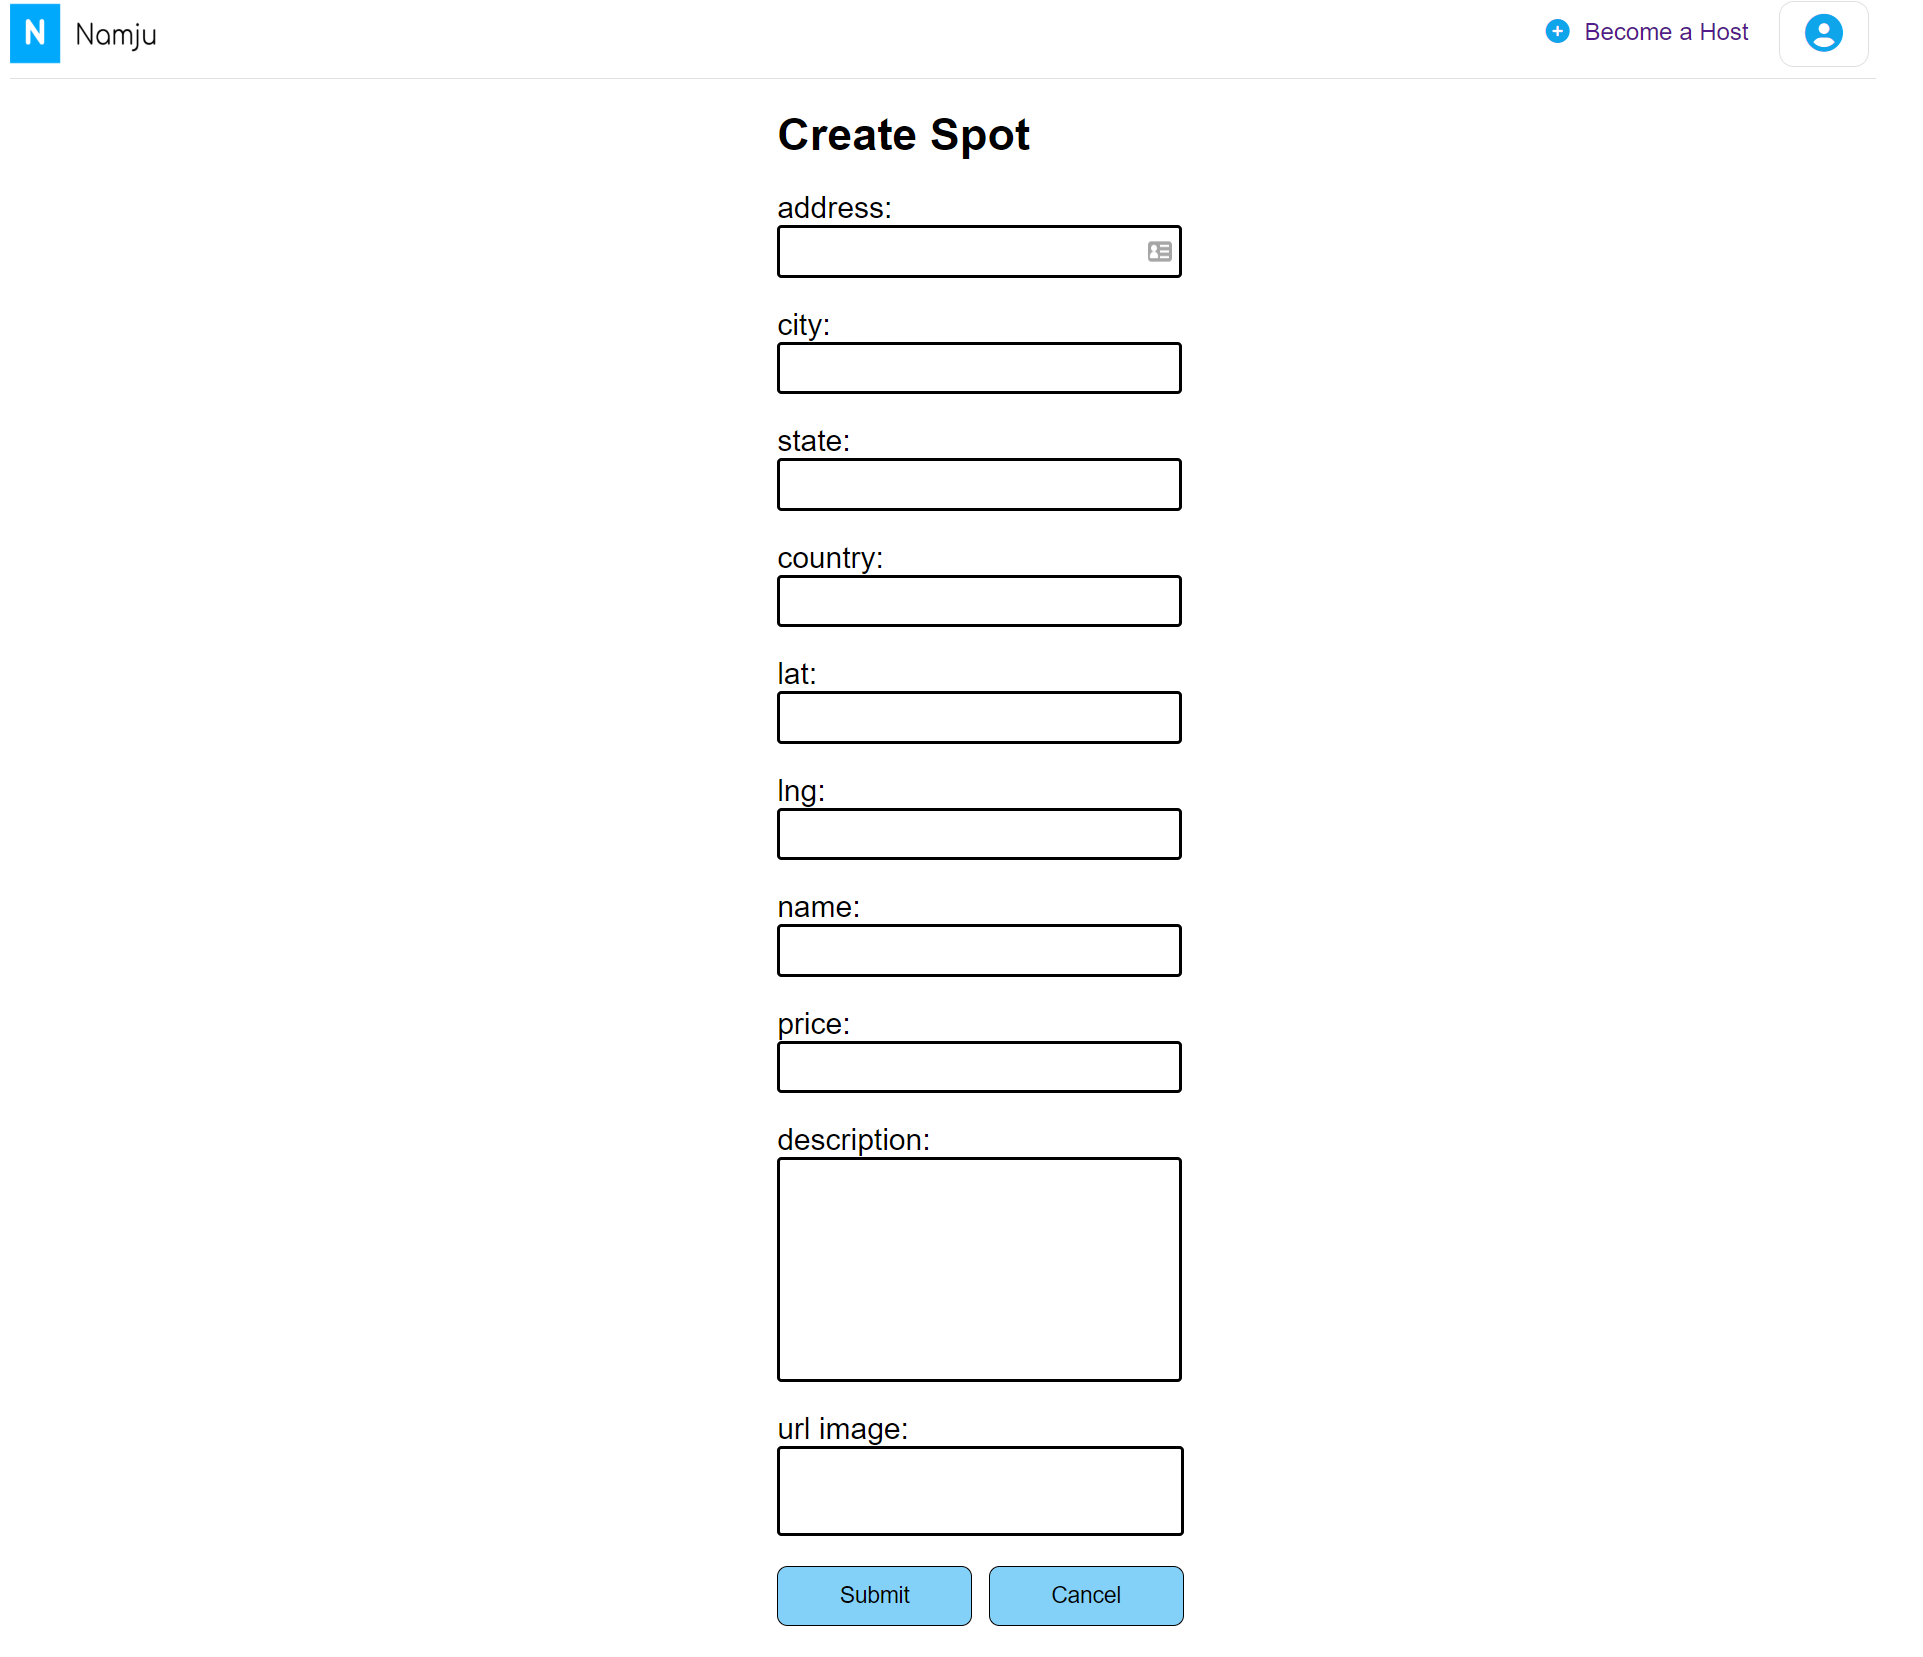 N Namju
Become a Host
Create Spot
address:
city:
state:
country:
lat:
lng:
name:
price:
description:
url image:
Submit Cancel